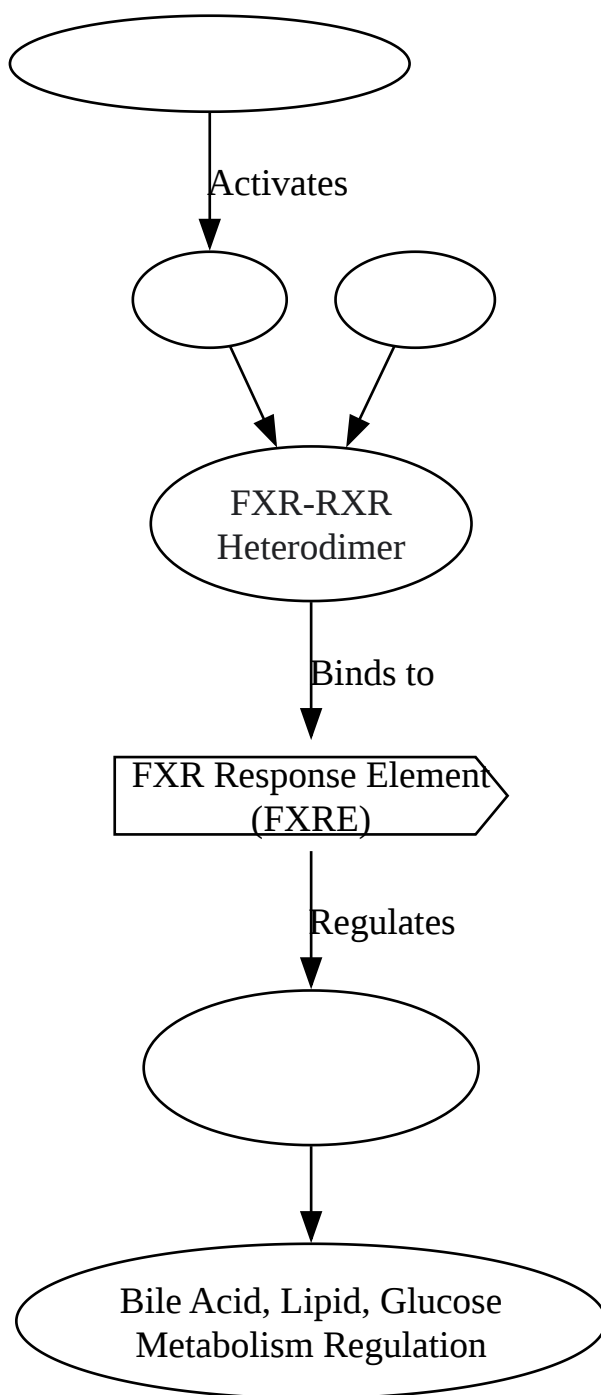 Activates
FXR-RXR
Heterodimer
Binds to
FXR Response Element
(FXRE)
Regulates
Bile Acid, Lipid, Glucose
Metabolism Regulation